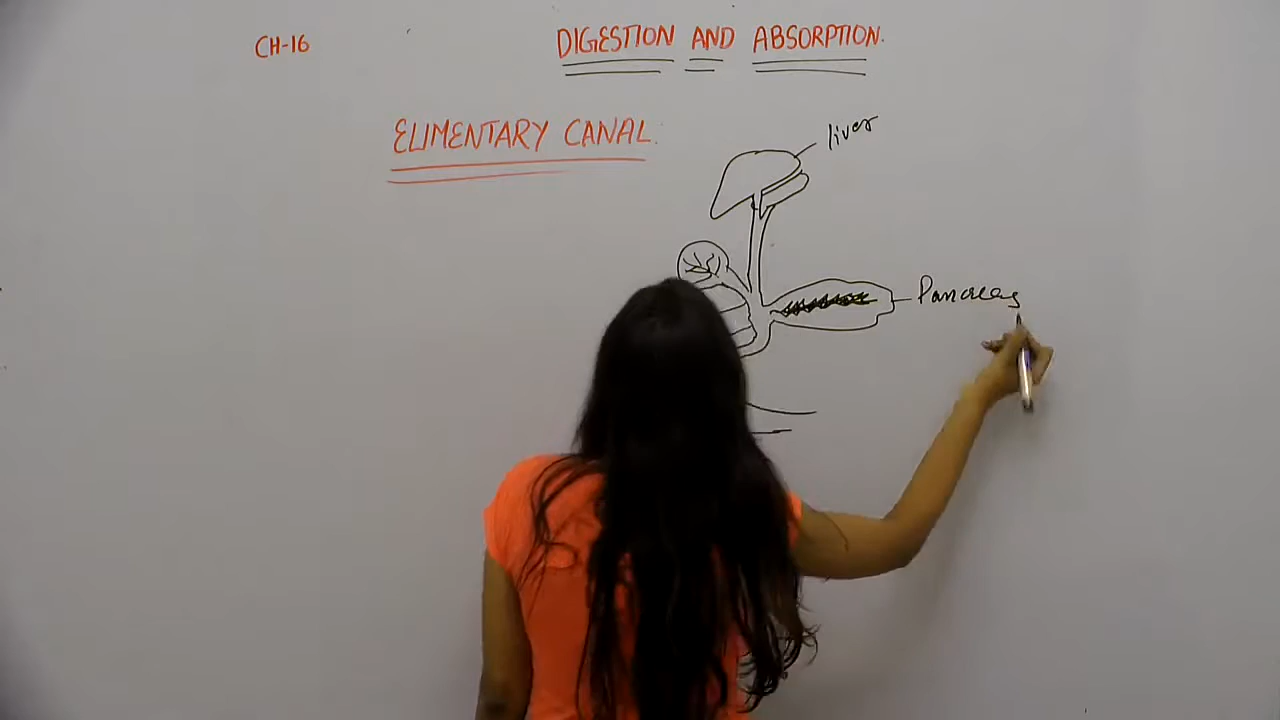 CH-16
DIGESTION AND ABSORPTION.
ELIMENTARY CANAL.
liver
Pancreas